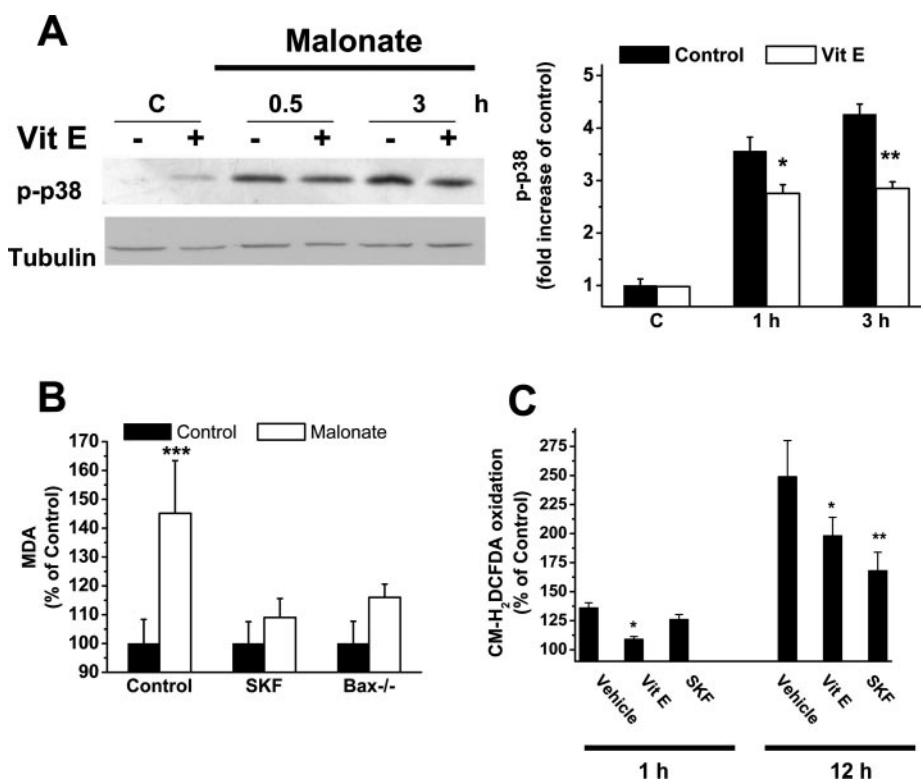 A
Malonate
C 0.5 3 h
Vit E - + - + - +
p-p38
Tubulin
Control Vit E
p-p38
(fold increase of control)
5
4
3
2
1
* **
C 1 h 3 h
B
Control Malonate
MDA
(% of Control)
170
160
150
140
130
120
110
100
90
***
Control SKF Bax-/-
C
CM-H₂DCFDA oxidation
(% of Control)
275
250
225
200
175
150
125
100
* * **
Vehicle Vit E SKF Vehicle Vit E SKF
1 h 12 h